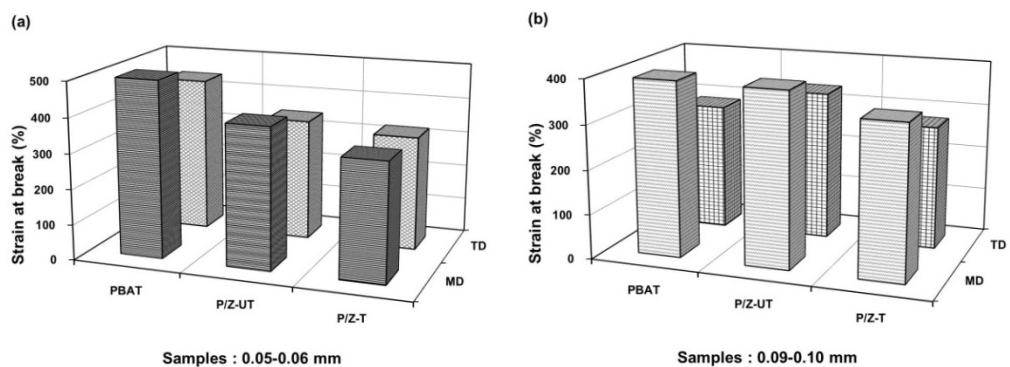 (a)
Strain at break (%)
500
400
300
200
100
0
PBAT
P/Z-UT
P/Z-T
MD
TD
Samples : 0.05-0.06 mm
(b)
Strain at break (%)
400
300
200
100
0
PBAT
P/Z-UT
P/Z-T
MD
TD
Samples : 0.09-0.10 mm